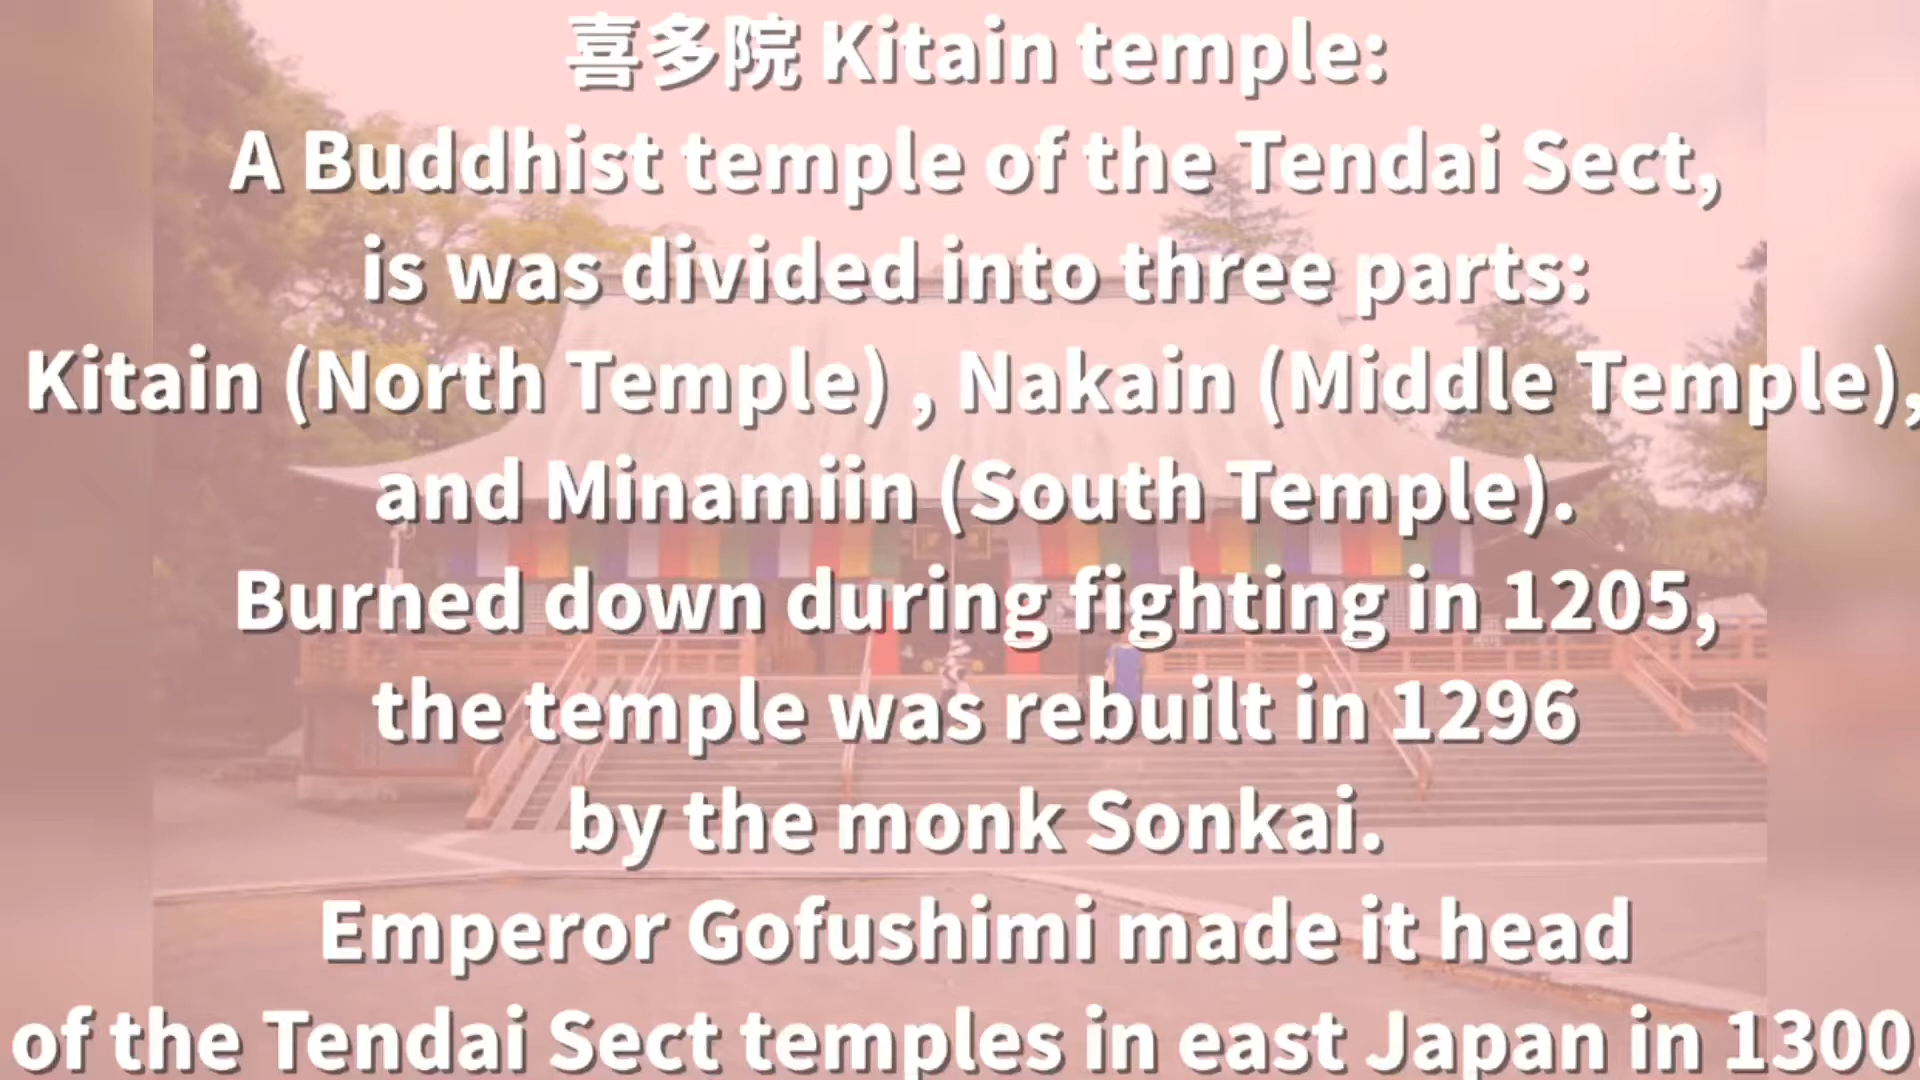 喜多院 Kitain temple:
A Buddhist temple of the Tendai Sect,
is was divided into three parts:
Kitain (North Temple) , Nakain (Middle Temple),
and Minamiin (South Temple).
Burned down during fighting in 1205,
the temple was rebuilt in 1296
by the monk Sonkai.
Emperor Gofushimi made it head
of the Tendai Sect temples in east Japan in 1300